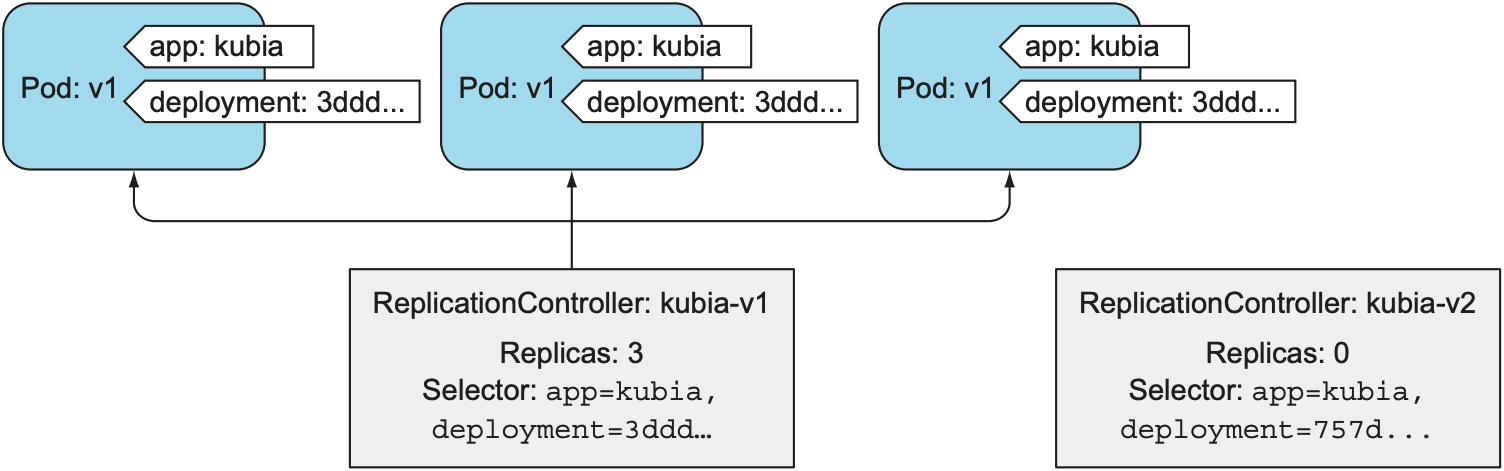 app: kubia
Pod: v1
deployment: 3ddd...
app: kubia
Pod: v1
deployment: 3ddd...
app: kubia
Pod: v1
deployment: 3ddd...
ReplicationController: kubia-v1
Replicas: 3
Selector: app=kubia,
deployment=3ddd…
ReplicationController: kubia-v2
Replicas: 0
Selector: app=kubia,
deployment=757d...